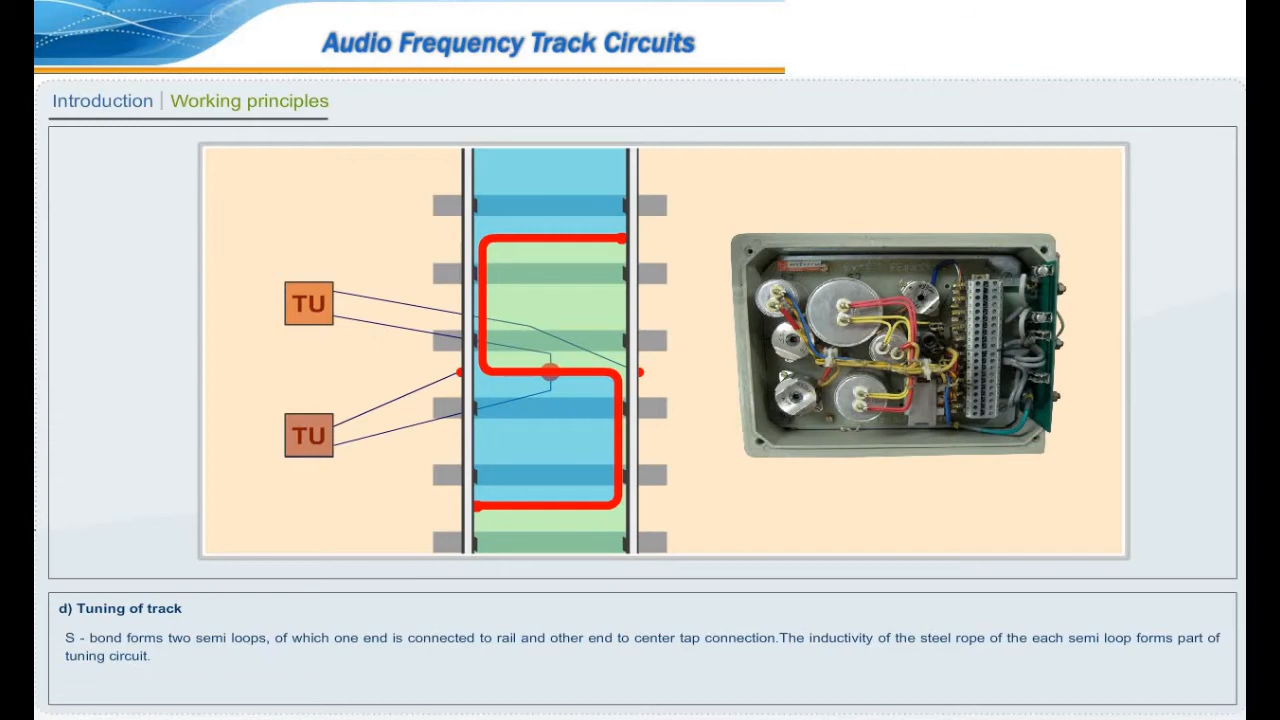 Audio Frequency Track Circuits
Introduction | Working principles
TU
TU
d) Tuning of track
S - bond forms two semi loops, of which one end is connected to rail and other end to center tap connection.The inductivity of the steel rope of the each semi loop forms part of
tuning circuit.